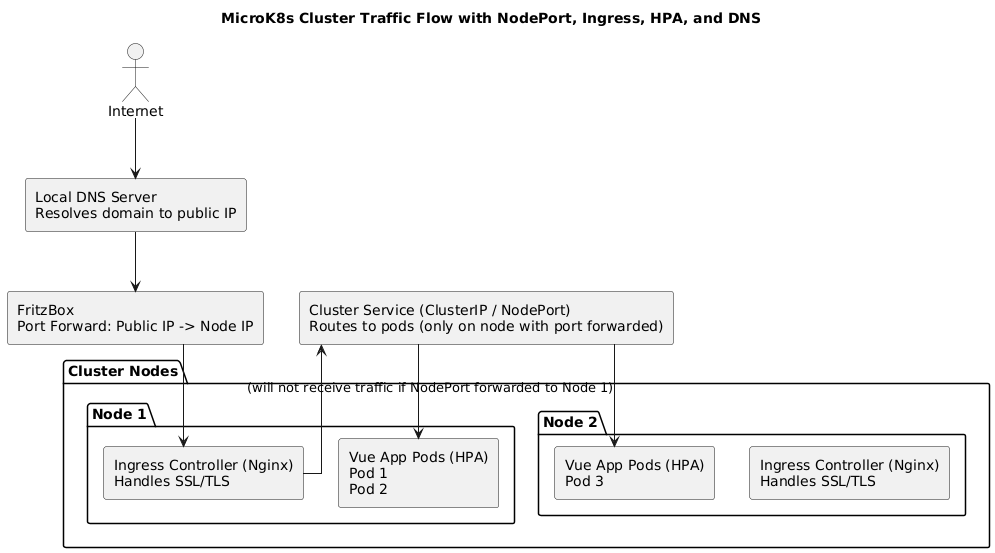 MicroK8s Cluster Traffic Flow with NodePort, Ingress, HPA, and DNS
Internet
Local DNS Server
Resolves domain to public IP
FritzBox
Port Forward: Public IP -> Node IP
Cluster Service (ClusterIP / NodePort)
Routes to pods (only on node with port forwarded)
Cluster Nodes
(will not receive traffic if NodePort forwarded to Node 1)
Node 1
Ingress Controller (Nginx)
Handles SSL/TLS
Vue App Pods (HPA)
Pod 1
Pod 2
Node 2
Vue App Pods (HPA)
Pod 3
Ingress Controller (Nginx)
Handles SSL/TLS